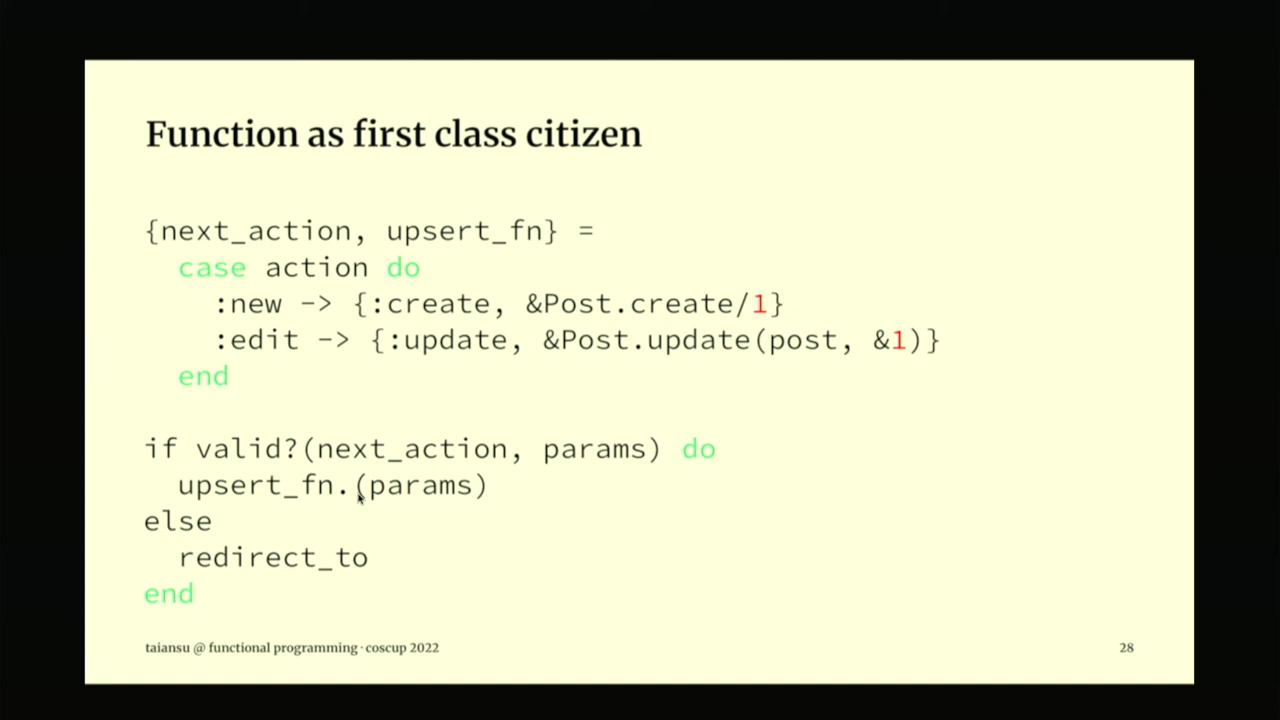 Function as first class citizen
{next_action, upsert_fn} =
  case action do
    :new -> {:create, &Post.create/1}
    :edit -> {:update, &Post.update(post, &1)}
  end
if valid?(next_action, params) do
  upsert_fn.(params)
else
  redirect_to
end
taiansu @ functional programming · coscup 2022
28